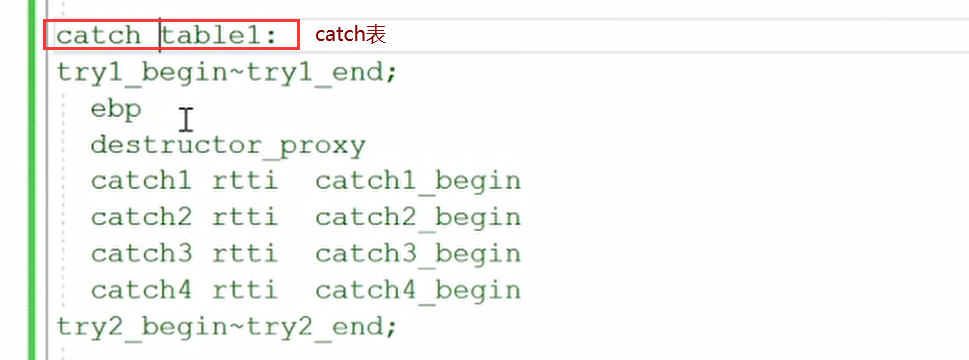 catch table1: catch表
try1_begin~try1_end;
ebp
destructor_proxy
catch1 rtti catch1_begin
catch2 rtti catch2_begin
catch3 rtti catch3_begin
catch4 rtti catch4_begin
try2_begin~try2_end;